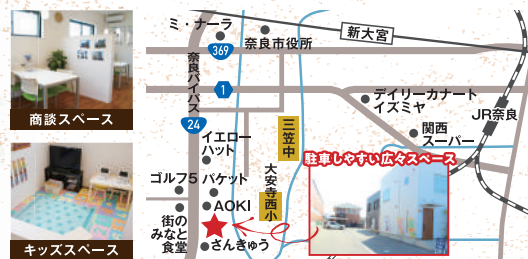 商談スペース
キッズスペース
ミ・ナーラ
369
奈良市役所
新大宮
奈良バイパス
1
24
デイリーカナート
イズミヤ
JR奈良
関西
スーパー
イエロー
ハット
三笠中
駐車しやすい広々スペース
大安寺西小
ゴルフ5
パケット
AOKI
街の
みなと
食堂
さんきゅう